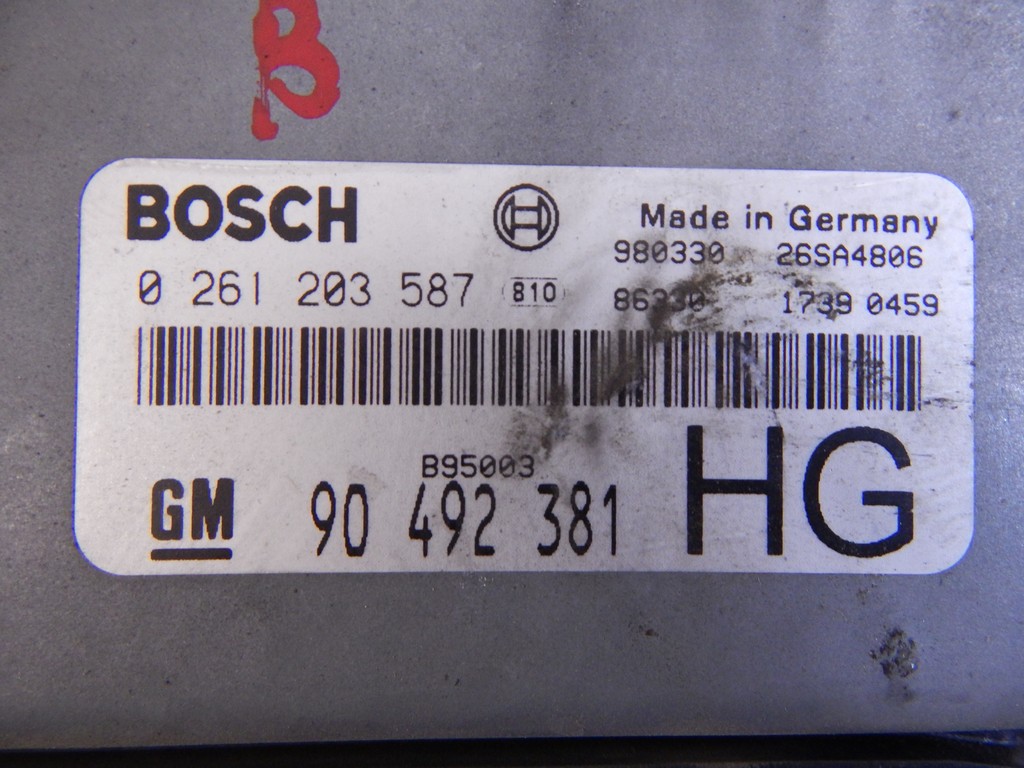 B
BOSCH
Made in Germany
980330 26SA4806
0 261 203 587 810
1739 0459
B95003
GM 90 492 381 HG